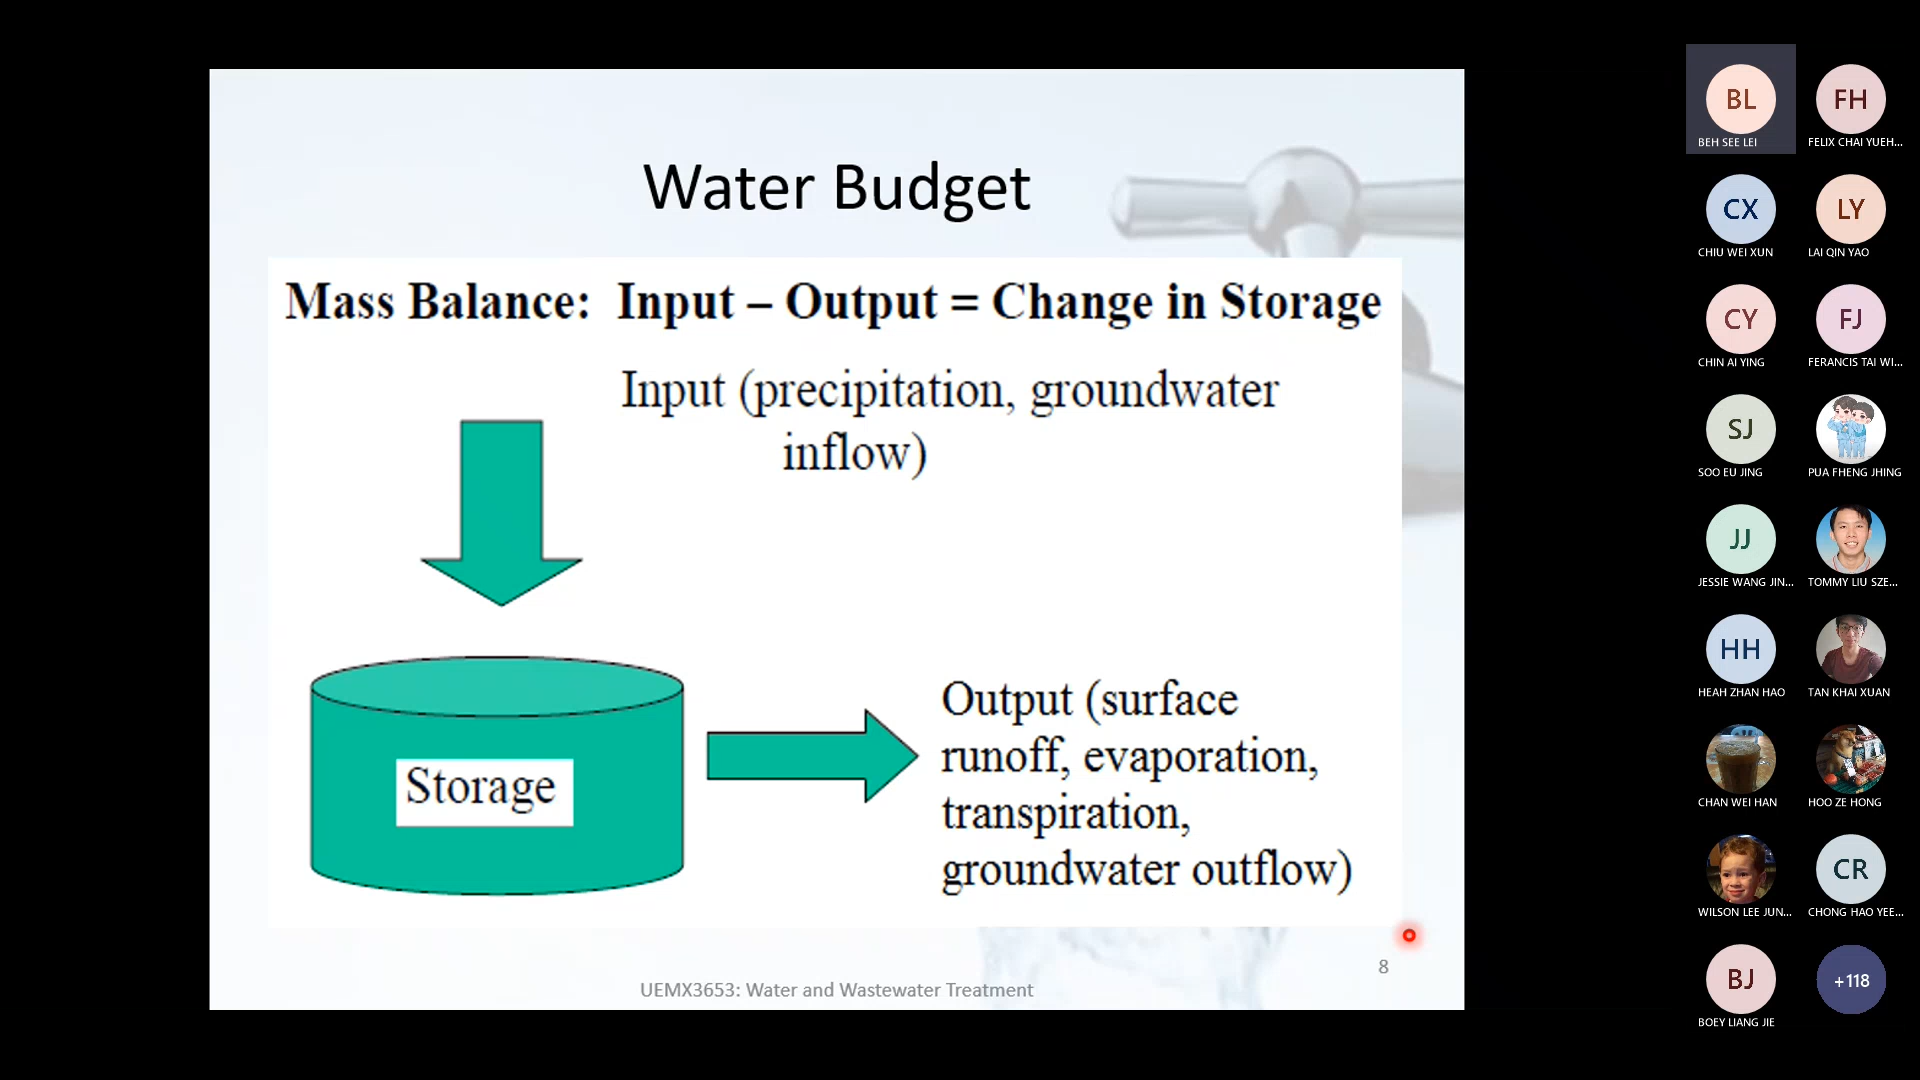 Water Budget
Mass Balance: Input – Output = Change in Storage
Input (precipitation, groundwater
inflow)
Storage
Output (surface
runoff, evaporation,
transpiration,
groundwater outflow)
8
UEMX3653: Water and Wastewater Treatment
BL
BEH SEE LEI
FH
FELIX CHAI YUEH...
CX
CHIU WEI XUN
LY
LAI QIN YAO
CY
CHIN AI YING
FJ
FERANCIS TAI WI...
SJ
SOO EU JING
PUA FHENG JHING
JJ
JESSIE WANG JIN...
TOMMY LIU SZE...
HH
HEAH ZHAN HAO
TAN KHAI XUAN
CHAN WEI HAN
HOO ZE HONG
WILSON LEE JUN...
CR
CHONG HAO YEE...
BJ
BOEY LIANG JIE
+118